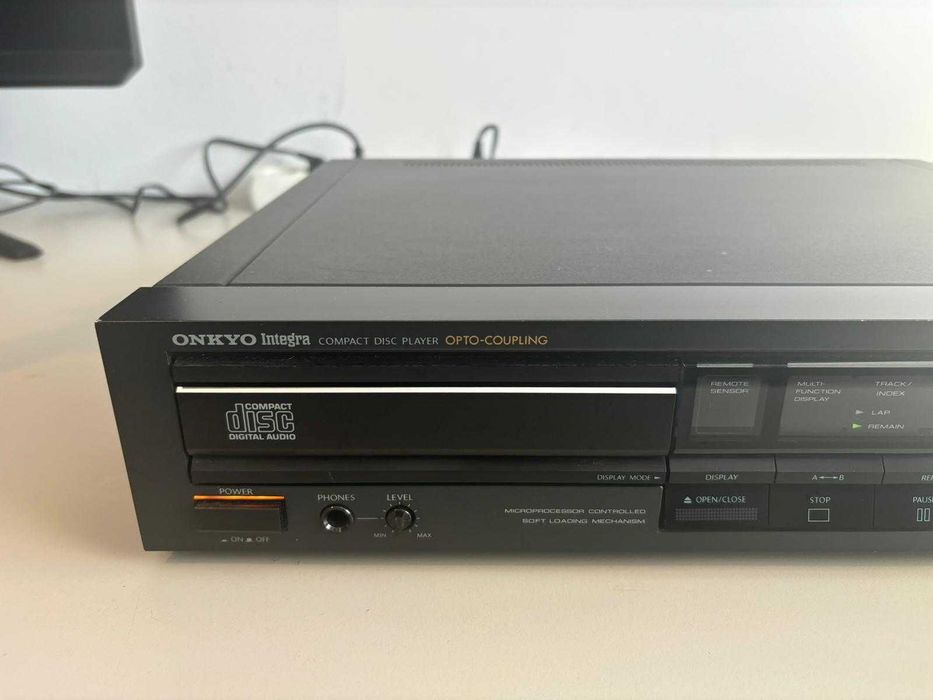 ONKYO Integra COMPACT DISC PLAYER OPTO-COUPLING
COMPACT
disc
DIGITAL AUDIO
REMOTE
SENSOR
MULTI-
FUNCTION
DISPLAY
TRACK/
INDEX
LAP
REMAIN
DISPLAY MODE
DISPLAY
A↔B
POWER
ON OFF
PHONES
LEVEL
MIN MAX
MICROPROCESSOR CONTROLLED
SOFT LOADING MECHANISM
OPEN/CLOSE
STOP
PAUS